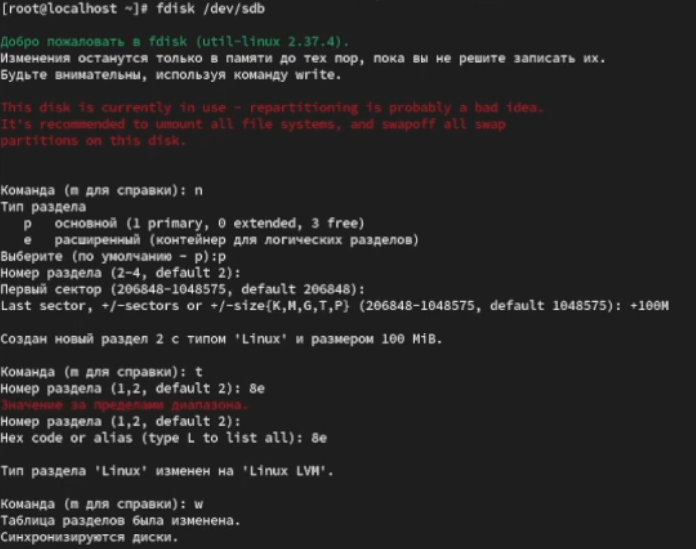 [root@localhost ~]# fdisk /dev/sdb
Добро пожаловать в fdisk (util-linux 2.37.4).
Изменения останутся только в памяти до тех пор, пока вы не решите записать их.
Будьте внимательны, используя команду write.
This disk is currently in use - repartitioning is probably a bad idea.
It's recommended to umount all file systems, and swapoff all swap
partitions on this disk.
Команда (m для справки): n
Тип раздела
p основной (1 primary, 0 extended, 3 free)
e расширенный (контейнер для логических разделов)
Выберите (по умолчанию - p):p
Номер раздела (2-4, default 2):
Первый сектор (206848-1048575, default 206848):
Last sector, +/-sectors or +/-size{K,M,G,T,P} (206848-1048575, default 1048575): +100M
Создан новый раздел 2 с типом 'Linux' и размером 100 MiB.
Команда (m для справки): t
Номер раздела (1,2, default 2): 8e
Значение за пределами диапазона.
Номер раздела (1,2, default 2):
Hex code or alias (type L to list all): 8e
Тип раздела 'Linux' изменен на 'Linux LVM'.
Команда (m для справки): w
Таблица разделов была изменена.
Синхронизируются диски.